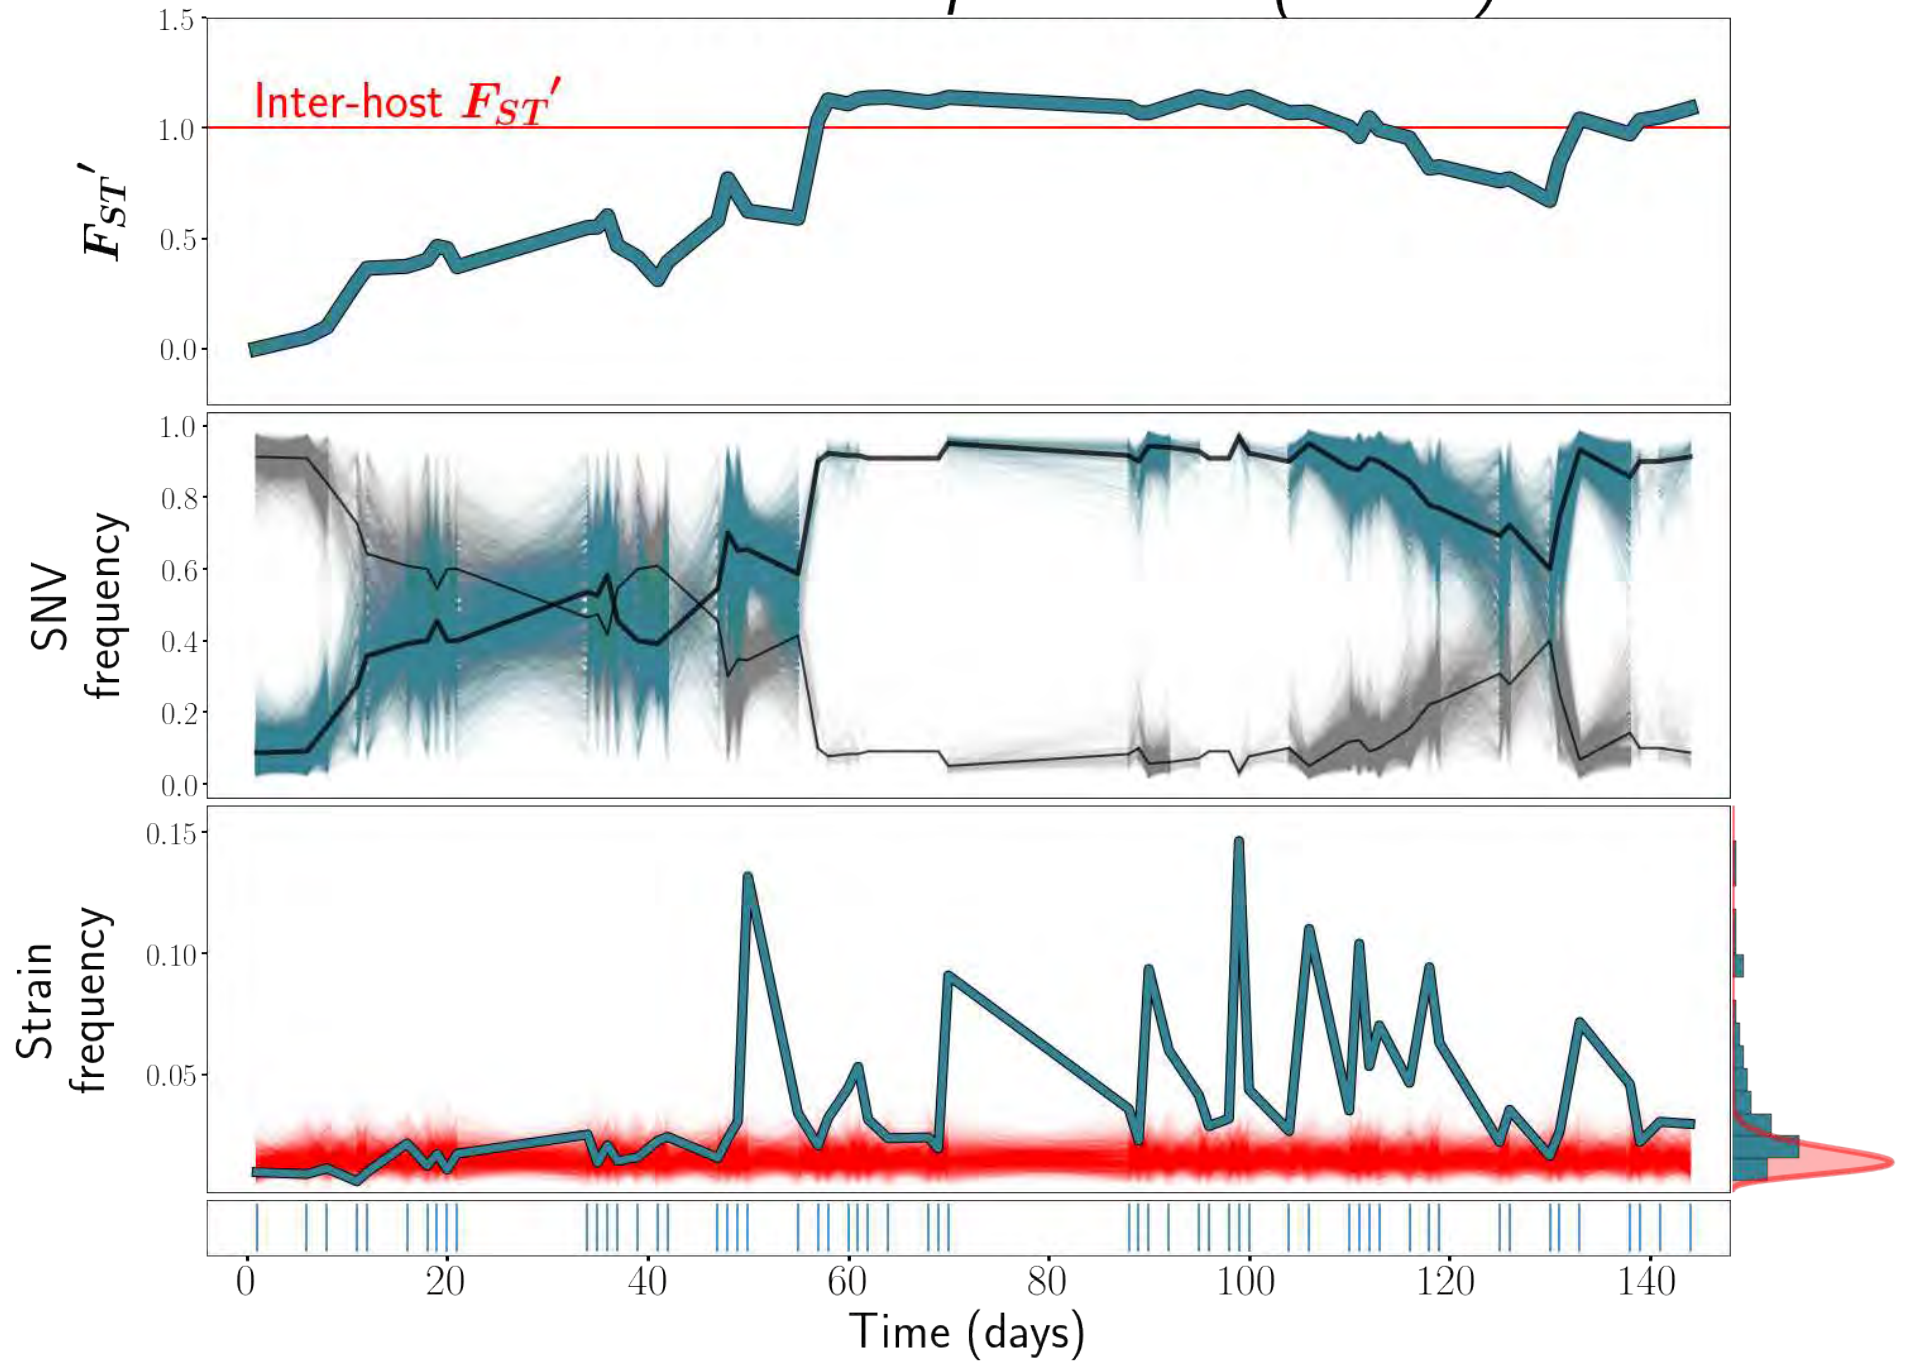 1.5
Inter-host F_ST′
1.0
F_ST′
0.5
0.0
1.0
0.8
SNV
frequency
0.6
0.4
0.2
0.0
0.15
Strain
frequency
0.10
0.05
0 20 40 60 80 100 120 140
Time (days)